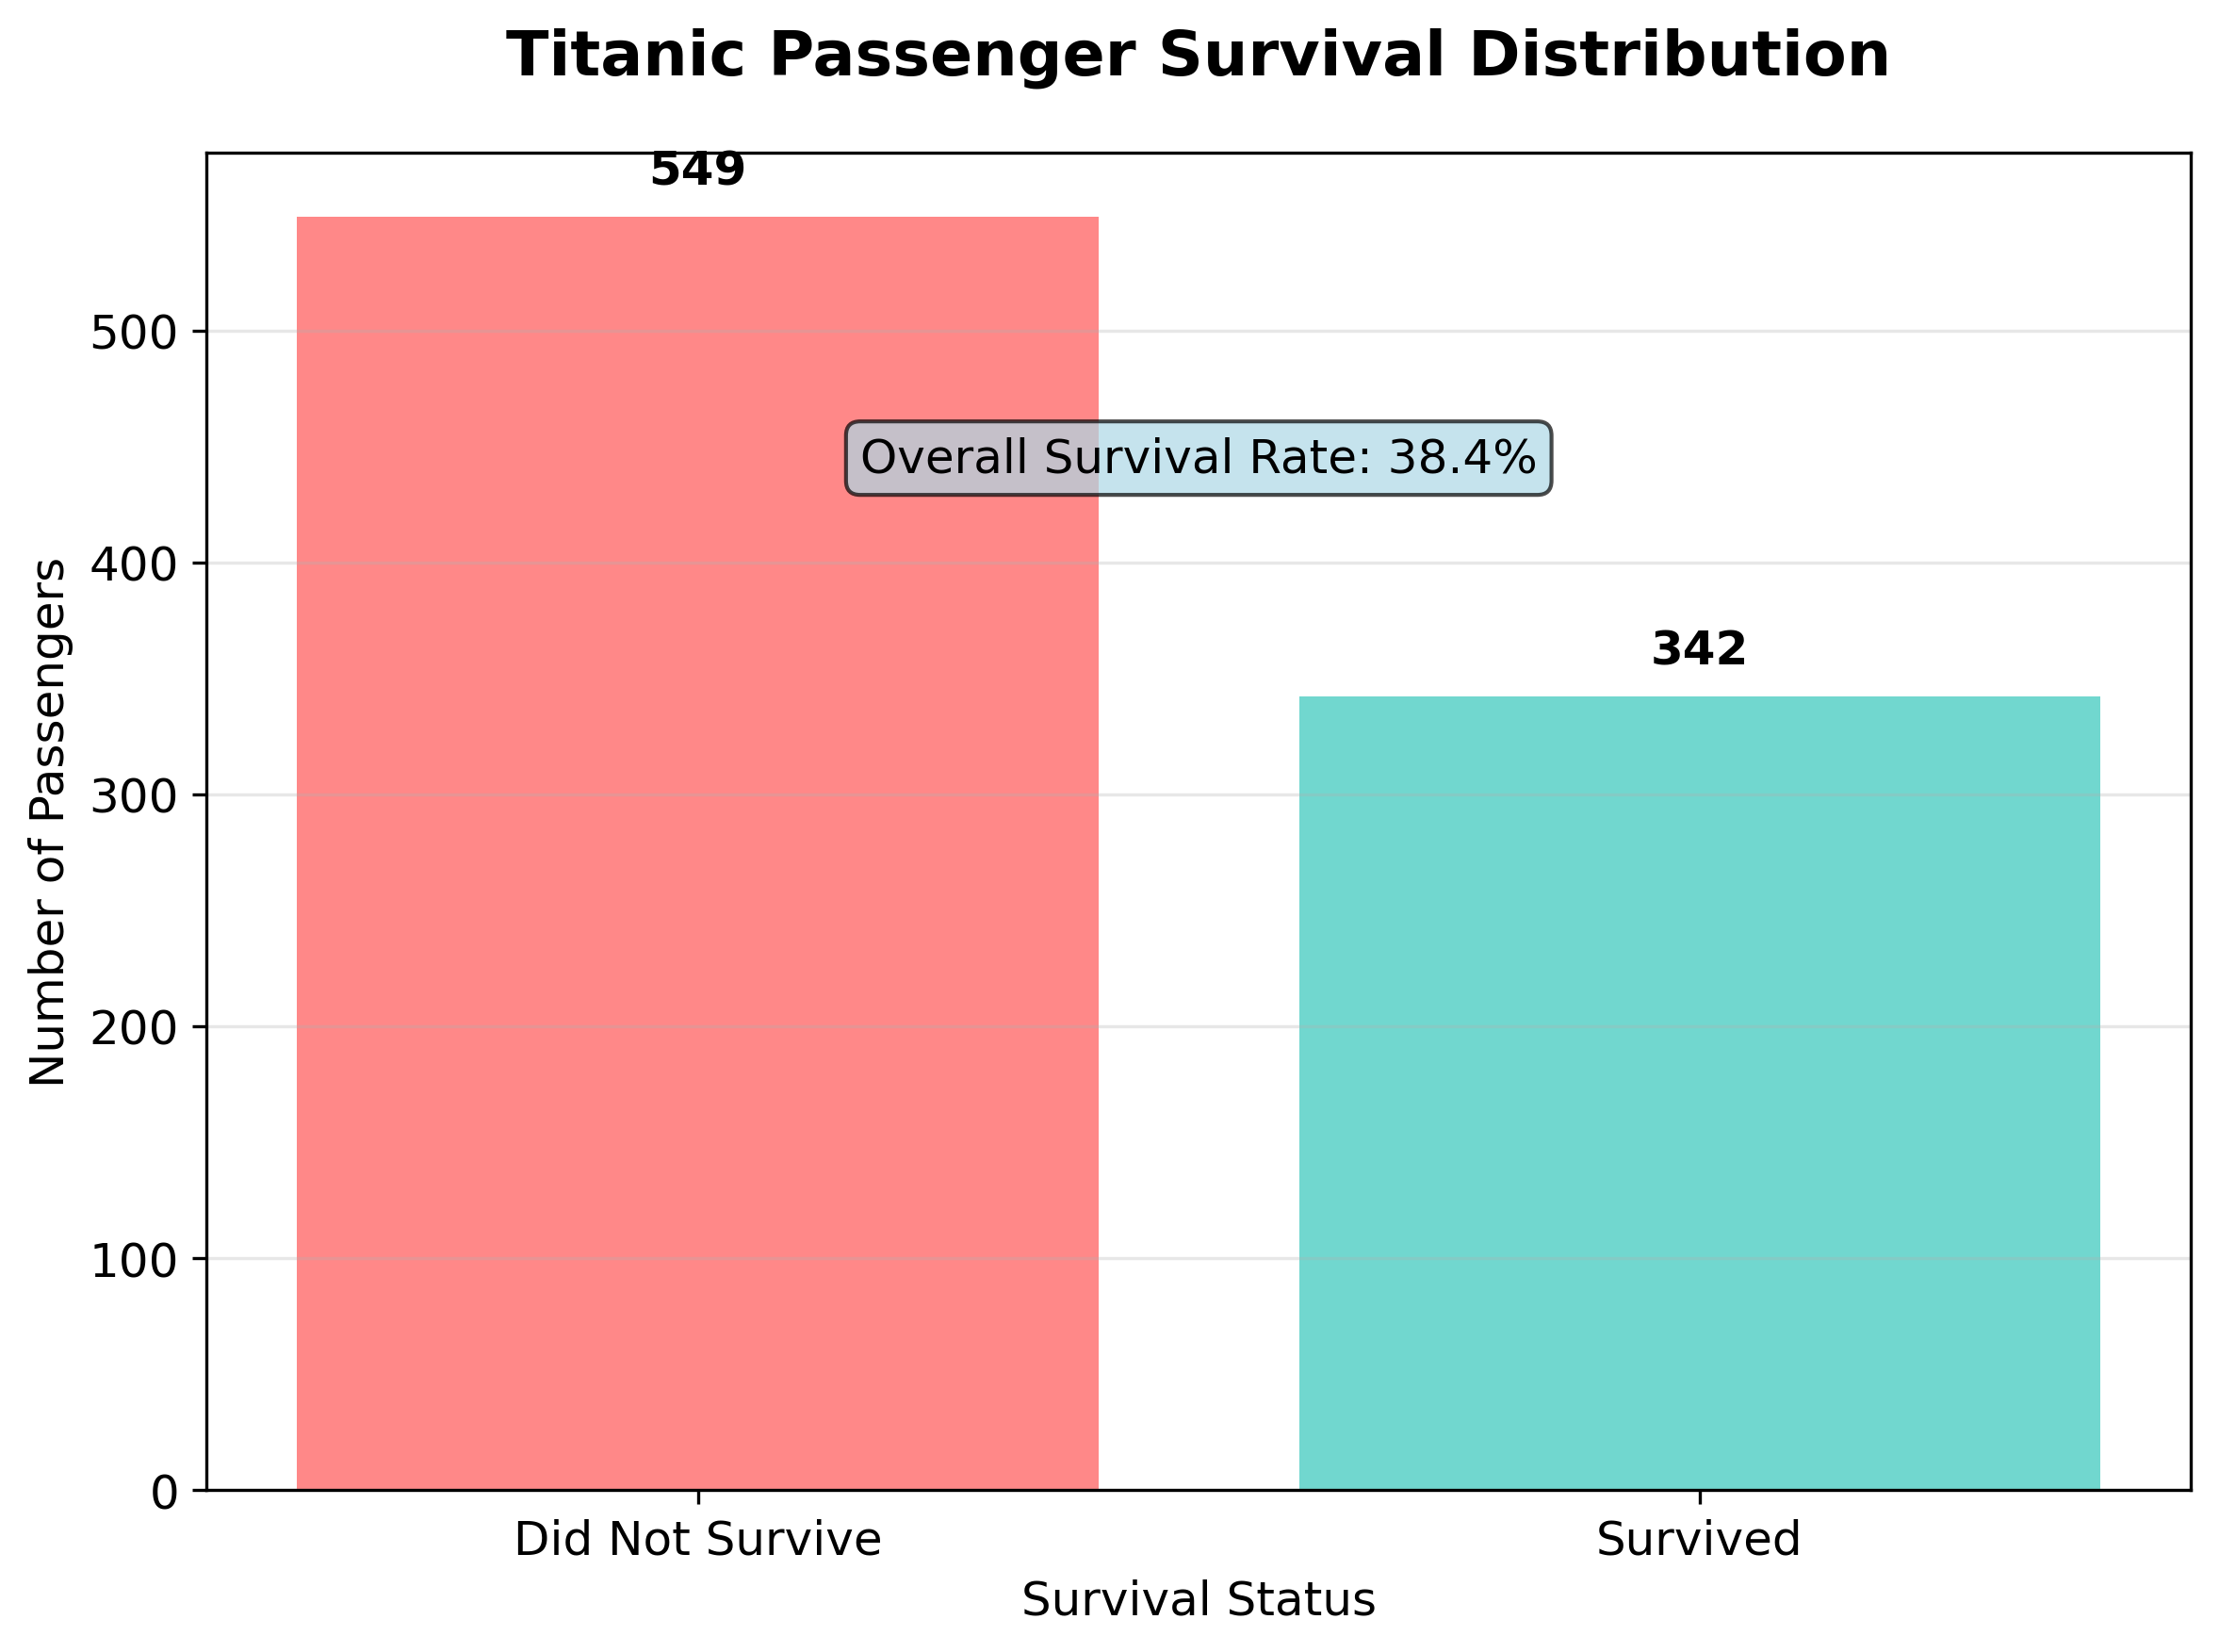 Titanic Passenger Survival Distribution
549
500
Overall Survival Rate: 38.4%
400
342
300
200
100
0
Number of Passengers
Did Not Survive
Survived
Survival Status